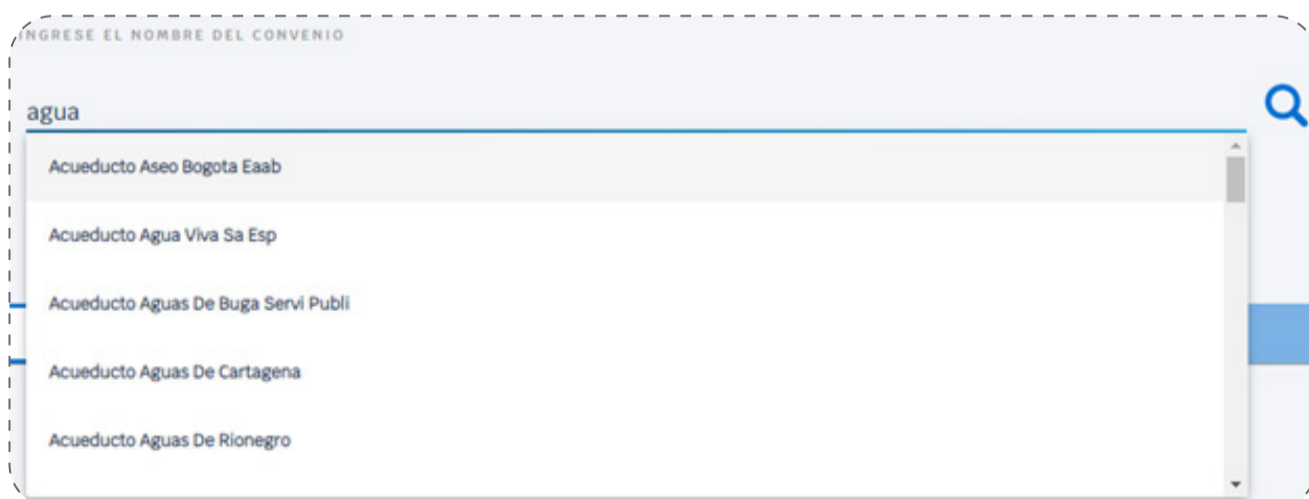 INGRESE EL NOMBRE DEL CONVENIO
agua
Acueducto Aseo Bogota Eaab
Acueducto Agua Viva Sa Esp
Acueducto Aguas De Buga Servi Publi
Acueducto Aguas De Cartagena
Acueducto Aguas De Rionegro